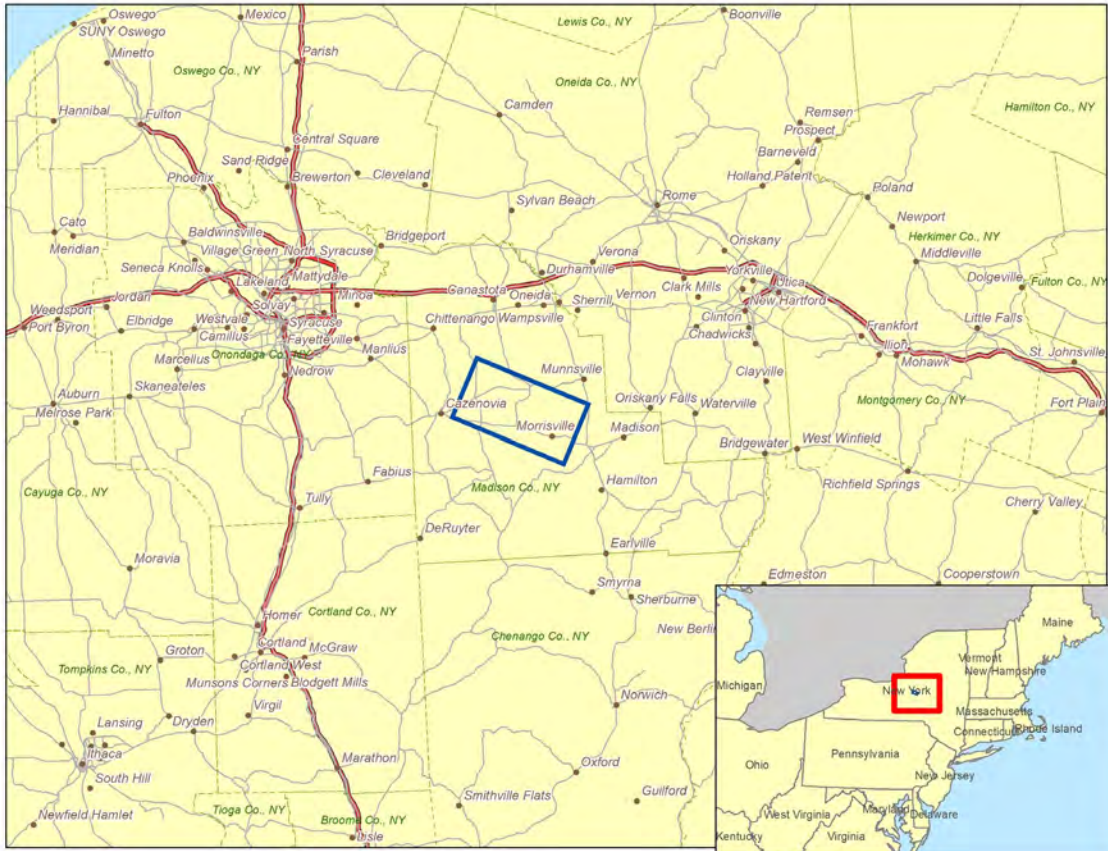 Oswego
SUNY Oswego
Mexico
Lewis Co., NY
Boonville
Minetto
Parish
Oswego Co., NY
Oneida Co., NY
Hannibal
Fulton
Camden
Remsen
Hamilton Co., NY
Prospect
Central Square
Barneveld
Sand Ridge
Phoenix
Brewerton
Cleveland
Holland Patent
Poland
Cato
Sylvan Beach
Rome
Newport
Meridian
Baldwinsville
Bridgeport
Oriskany
Herkimer Co., NY
Village Green
North Syracuse
Verona
Middleville
Seneca Knolls
Mattydale
Durhamville
Yorkville
Dolgeville
Lakeland
Canastota
Clark Mills
Utica
Fulton Co., NY
Weedsport
Jordan
Minoa
Oneida
Sherrill
Vernon
New Hartford
Port Byron
Elbridge
Westvale
Solvay
Syracuse
Chittenango
Wampsville
Clinton
Frankfort
Little Falls
Camillus
Fayetteville
Chadwicks
Ilion
St. Johnsville
Marcellus
Onondaga Co., NY
Manlius
Mohawk
Nedrow
Munnsville
Clayville
Auburn
Skaneateles
Melrose Park
Cazenovia
Oriskany Falls
Waterville
Montgomery Co., NY
Fort Plain
Morrisville
Madison
Bridgewater
West Winfield
Cayuga Co., NY
Fabius
Madison Co., NY
Hamilton
Richfield Springs
Tully
Cherry Valley
DeRuyter
Earlville
Moravia
Smyrna
Edmeston
Cooperstown
Sherburne
Homer
Cortland Co., NY
Chenango Co., NY
New Berlin
Groton
Cortland
McGraw
Tompkins Co., NY
Cortland West
Munsons Corners
Blodgett Mills
Norwich
Virgil
Lansing
Dryden
Ithaca
Marathon
Oxford
South Hill
Smithville Flats
Guilford
Newfield Hamlet
Tioga Co., NY
Broome Co., NY
Lisle
Maine
Vermont
New Hampshire
Michigan
New York
Massachusetts
Connecticut
Rhode Island
Pennsylvania
Ohio
New Jersey
Maryland
Delaware
West Virginia
Kentucky
Virginia